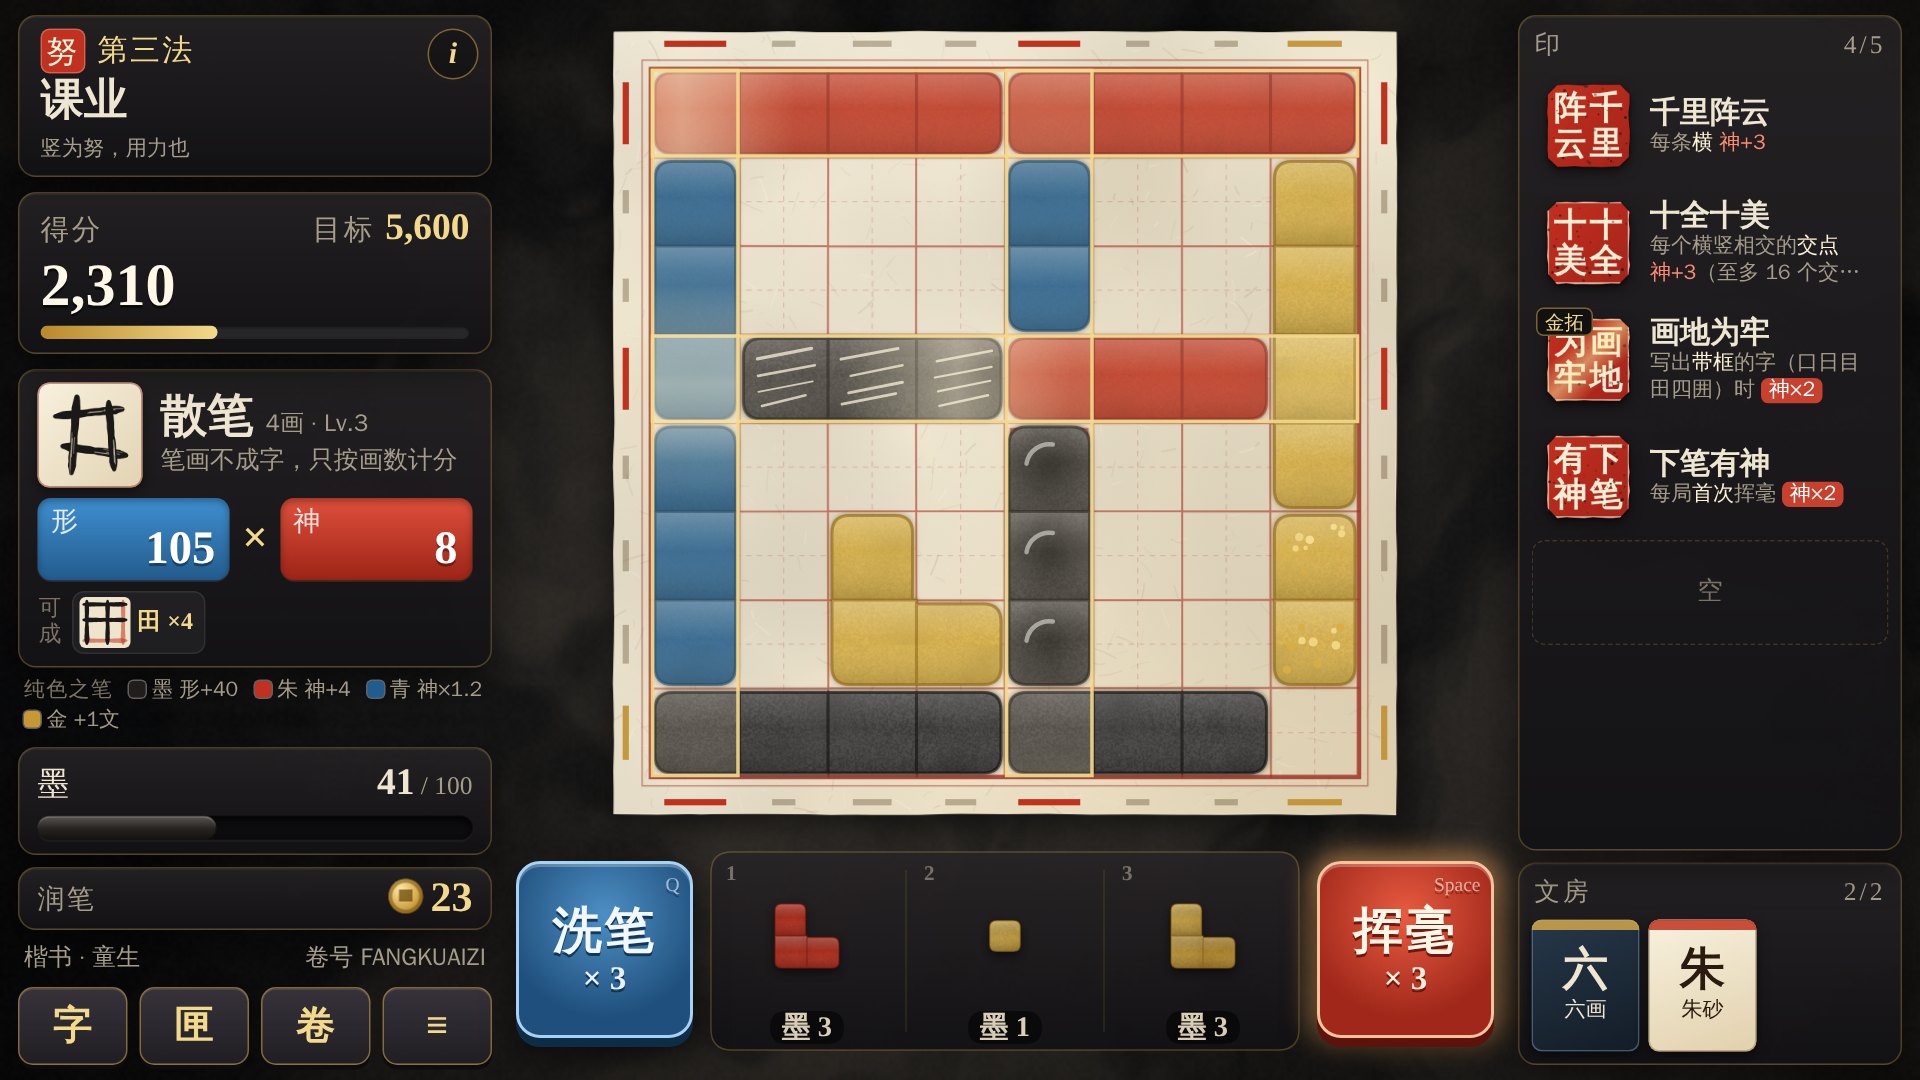 努 第三法 i
课业
竖为努，用力也
得分 目标 5,600
2,310
井 散笔 4画 · Lv.3
笔画不成字，只按画数计分
形 105 × 神 8
可成 田 ×4
纯色之笔 墨 形+40 朱 神+4 青 神×1.2
金 +1文
墨 41 / 100
润笔 23
楷书 · 童生 卷号 FANGKUAIZI
字 匣 卷 ≡
洗笔 Q
× 3
1 2 3
墨 3 墨 1 墨 3
挥毫 Space
× 3
印 4/5
千里阵云
千里阵云
每条横 神+3
十全十美
十全十美
每个横竖相交的交点
神+3（至多 16 个交…
金拓
画地为牢
画地为牢
写出带框的字（口日目
田四囲）时 神×2
下笔有神
下笔有神
每局首次挥毫 神×2
空
文房 2/2
六 朱
六画 朱砂